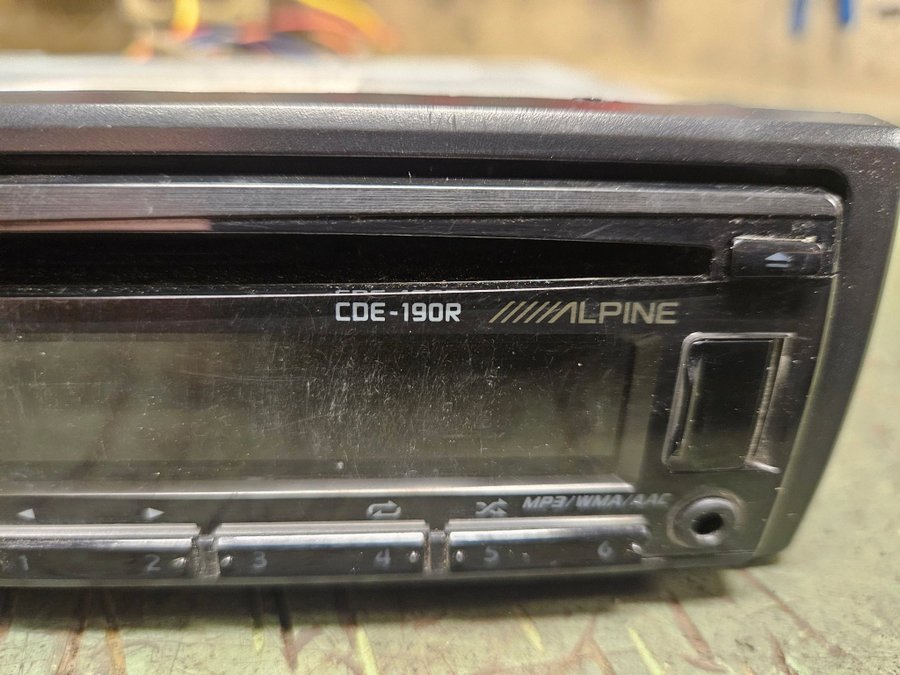 CDE-190R ALPINE
MP3/WMA/AAC
1 2 3 4 5 6